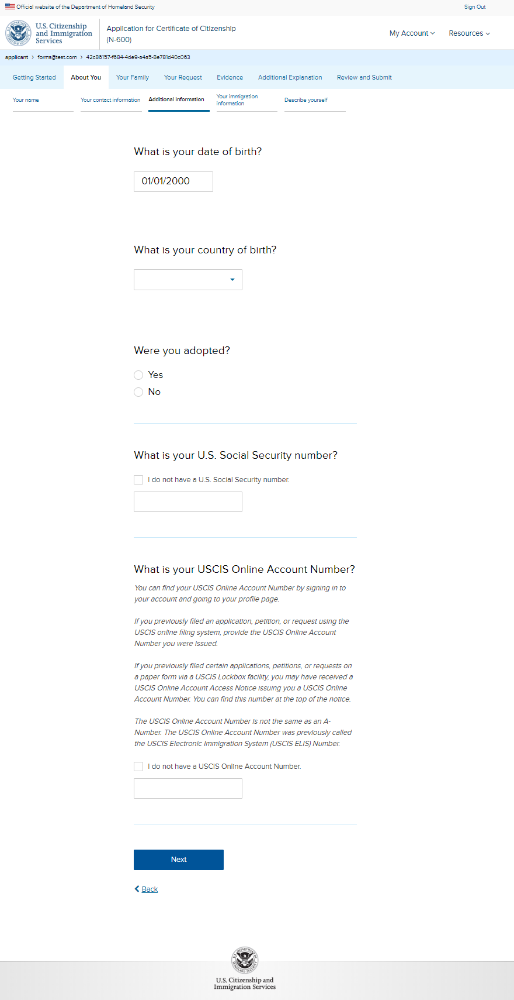 Official website of the Department of Homeland Security
Sign Out
U.S. Citizenship
and Immigration
Services
Application for Certificate of Citizenship
(N-600)
My Account
Resources
applicant > forms@test.com > 42c86157-f684-4de9-a4a5-8e781d40c063
Getting Started
About You
Your Family
Your Request
Evidence
Additional Explanation
Review and Submit
Your name
Your contact information
Additional information
Your immigration
information
Describe yourself
What is your date of birth?
01/01/2000
What is your country of birth?
Were you adopted?
Yes
No
What is your U.S. Social Security number?
I do not have a U.S. Social Security number.
What is your USCIS Online Account Number?
You can find your USCIS Online Account Number by signing in to
your account and going to your profile page.
If you previously filed an application, petition, or request using the
USCIS online filing system, provide the USCIS Online Account
Number you were issued.
If you previously filed certain applications, petitions, or requests on
a paper form via a USCIS Lockbox facility, you may have received a
USCIS Online Account Access Notice issuing you a USCIS Online
Account Number. You can find this number at the top of the notice.
The USCIS Online Account Number is not the same as an A-
Number. The USCIS Online Account Number was previously called
the USCIS Electronic Immigration System (USCIS ELIS) Number.
I do not have a USCIS Online Account Number.
Next
Back
U.S. Citizenship and
Immigration Services